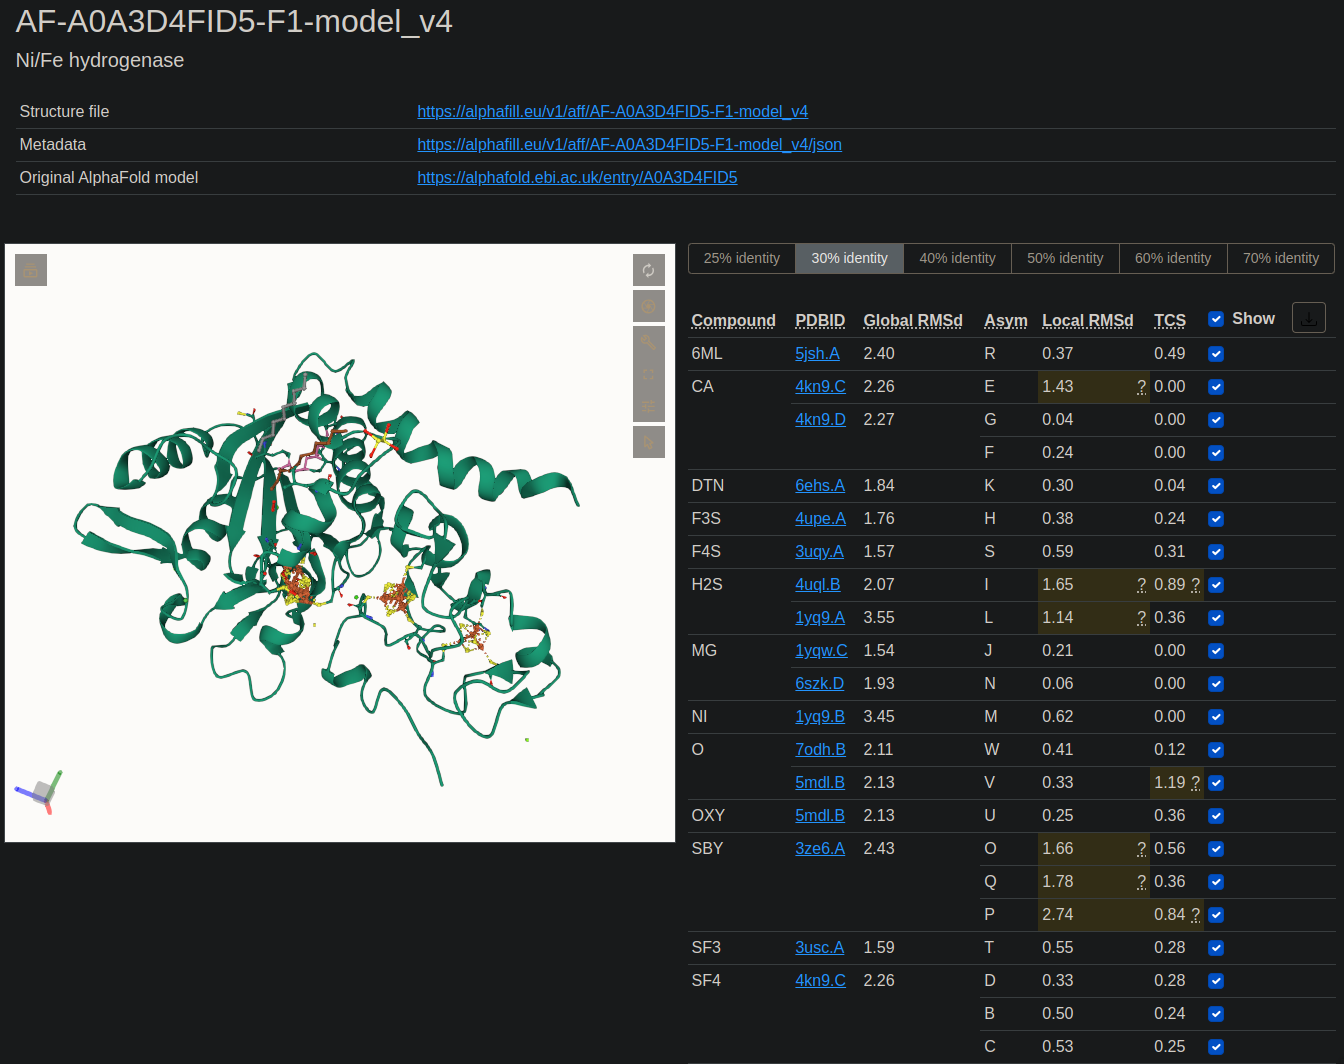 AF-A0A3D4FID5-F1-model_v4
Ni/Fe hydrogenase
Structure file https://alphafill.eu/v1/aff/AF-A0A3D4FID5-F1-model_v4
Metadata https://alphafill.eu/v1/aff/AF-A0A3D4FID5-F1-model_v4/json
Original AlphaFold model https://alphafold.ebi.ac.uk/entry/A0A3D4FID5
25% identity 30% identity 40% identity 50% identity 60% identity 70% identity
Compound PDBID Global RMSd Asym Local RMSd TCS Show
6ML 5jsh.A 2.40 R 0.37 0.49
CA 4kn9.C 2.26 E 1.43 ? 0.00
4kn9.D 2.27 G 0.04 0.00
F 0.24 0.00
DTN 6ehs.A 1.84 K 0.30 0.04
F3S 4upe.A 1.76 H 0.38 0.24
F4S 3uqy.A 1.57 S 0.59 0.31
H2S 4uql.B 2.07 I 1.65 ? 0.89 ?
1yq9.A 3.55 L 1.14 ? 0.36
MG 1yqw.C 1.54 J 0.21 0.00
6szk.D 1.93 N 0.06 0.00
NI 1yq9.B 3.45 M 0.62 0.00
O 7odh.B 2.11 W 0.41 0.12
5mdl.B 2.13 V 0.33 1.19 ?
OXY 5mdl.B 2.13 U 0.25 0.36
SBY 3ze6.A 2.43 O 1.66 ? 0.56
Q 1.78 ? 0.36
P 2.74 0.84 ?
SF3 3usc.A 1.59 T 0.55 0.28
SF4 4kn9.C 2.26 D 0.33 0.28
B 0.50 0.24
C 0.53 0.25